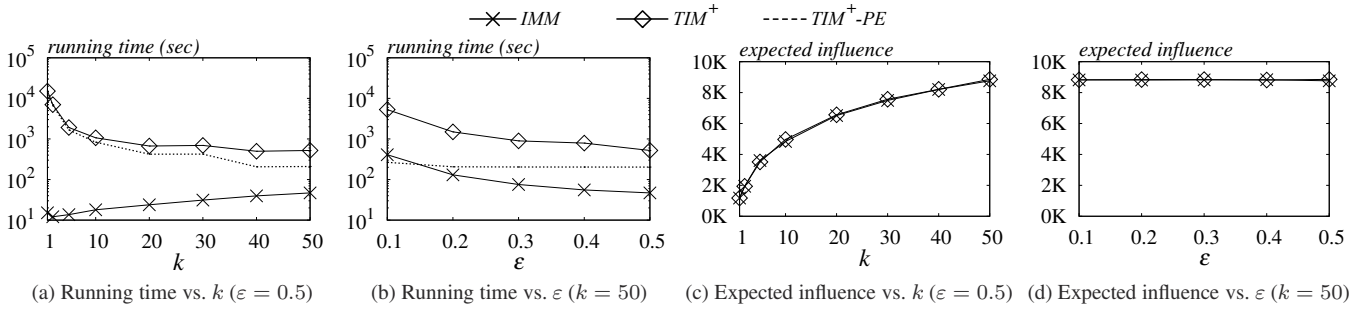 IMM TIM+ TIM+-PE
running time (sec)
10^5
10^4
10^3
10^2
10^1
1 10 20 30 40 50
k
(a) Running time vs. k (ε = 0.5)
running time (sec)
10^5
10^4
10^3
10^2
10^1
0.1 0.2 0.3 0.4 0.5
ε
(b) Running time vs. ε (k = 50)
expected influence
10K
8K
6K
4K
2K
0K
1 10 20 30 40 50
k
(c) Expected influence vs. k (ε = 0.5)
expected influence
10K
8K
6K
4K
2K
0K
0.1 0.2 0.3 0.4 0.5
ε
(d) Expected influence vs. ε (k = 50)